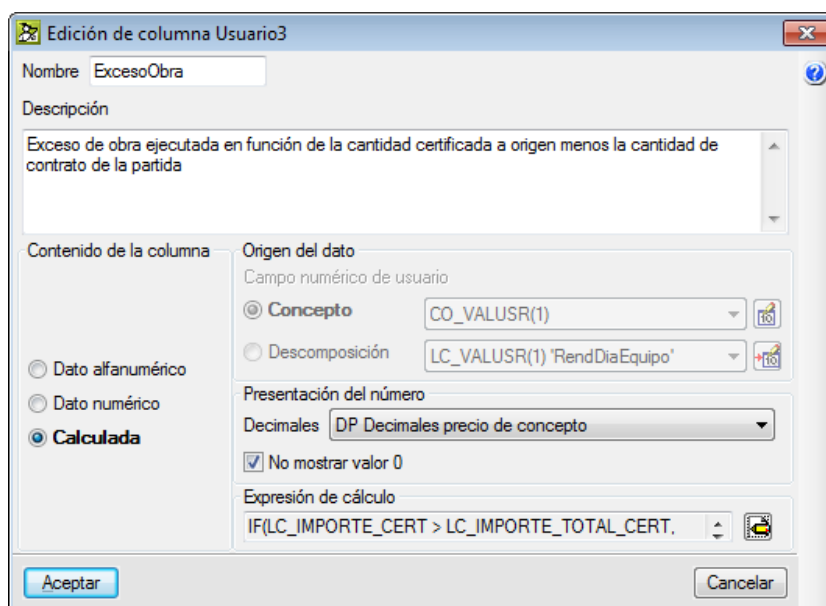 Edición de columna Usuario3
Nombre ExcesoObra
Descripción
Exceso de obra ejecutada en función de la cantidad certificada a origen menos la cantidad de
contrato de la partida
Contenido de la columna
Dato alfanumérico
Dato numérico
Calculada
Origen del dato
Campo numérico de usuario
Concepto CO_VALUSR(1)
Descomposición LC_VALUSR(1) 'RendDiaEquipo'
Presentación del número
Decimales DP Decimales precio de concepto
No mostrar valor 0
Expresión de cálculo
IF(LC_IMPORTE_CERT > LC_IMPORTE_TOTAL_CERT,
Aceptar Cancelar